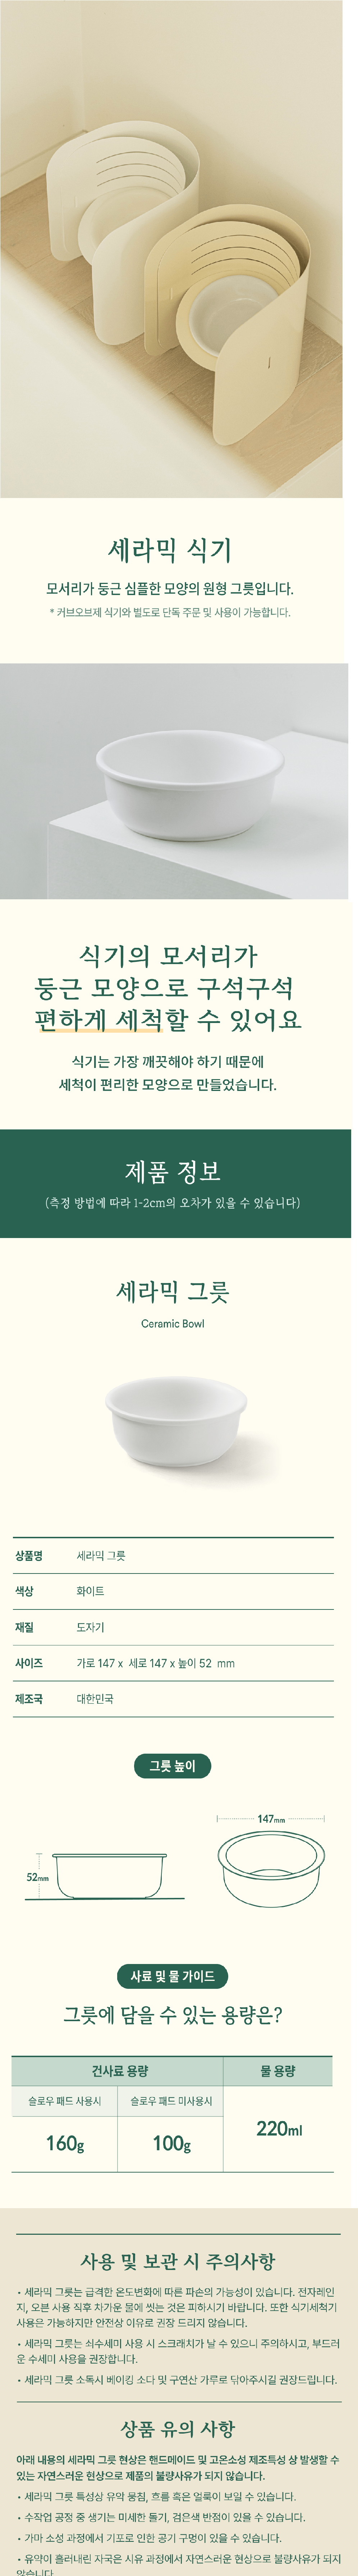 세라믹 식기
모서리가 둥근 심플한 모양의 원형 그릇입니다.
* 커브오브제 식기와 별도로 단독 주문 및 사용이 가능합니다.
식기의 모서리가
둥근 모양으로 구석구석
편하게 세척할 수 있어요
식기는 가장 깨끗해야 하기 때문에
세척이 편리한 모양으로 만들었습니다.
제품 정보
(측정 방법에 따라 1-2cm의 오차가 있을 수 있습니다)
세라믹 그릇
Ceramic Bowl
상품명 세라믹 그릇
색상 화이트
재질 도자기
사이즈 가로 147 x 세로 147 x 높이 52 mm
제조국 대한민국
그릇 높이
147mm
52mm
사료 및 물 가이드
그릇에 담을 수 있는 용량은?
건사료 용량 물 용량
슬로우 패드 사용시 슬로우 패드 미사용시
160g 100g 220ml
사용 및 보관 시 주의사항
• 세라믹 그릇는 급격한 온도변화에 따른 파손의 가능성이 있습니다. 전자레인
지, 오븐 사용 직후 차가운 물에 씻는 것은 피하시기 바랍니다. 또한 식기세척기
사용은 가능하지만 안전상 이유로 권장 드리지 않습니다.
• 세라믹 그릇는 쇠수세미 사용 시 스크래치가 날 수 있으니 주의하시고, 부드러
운 수세미 사용을 권장합니다.
• 세라믹 그릇 소독시 베이킹 소다 및 구연산 가루로 닦아주시길 권장드립니다.
상품 유의 사항
아래 내용의 세라믹 그릇 현상은 핸드메이드 및 고온소성 제조특성 상 발생할 수
있는 자연스러운 현상으로 제품의 불량사유가 되지 않습니다.
• 세라믹 그릇 특성상 유약 뭉침, 흐름 혹은 얼룩이 보일 수 있습니다.
• 수작업 공정 중 생기는 미세한 돌기, 검은색 반점이 있을 수 있습니다.
• 가마 소성 과정에서 기포로 인한 공기 구멍이 있을 수 있습니다.
• 유약이 흘러내린 자국은 시유 과정에서 자연스러운 현상으로 불량사유가 되지
않습니다